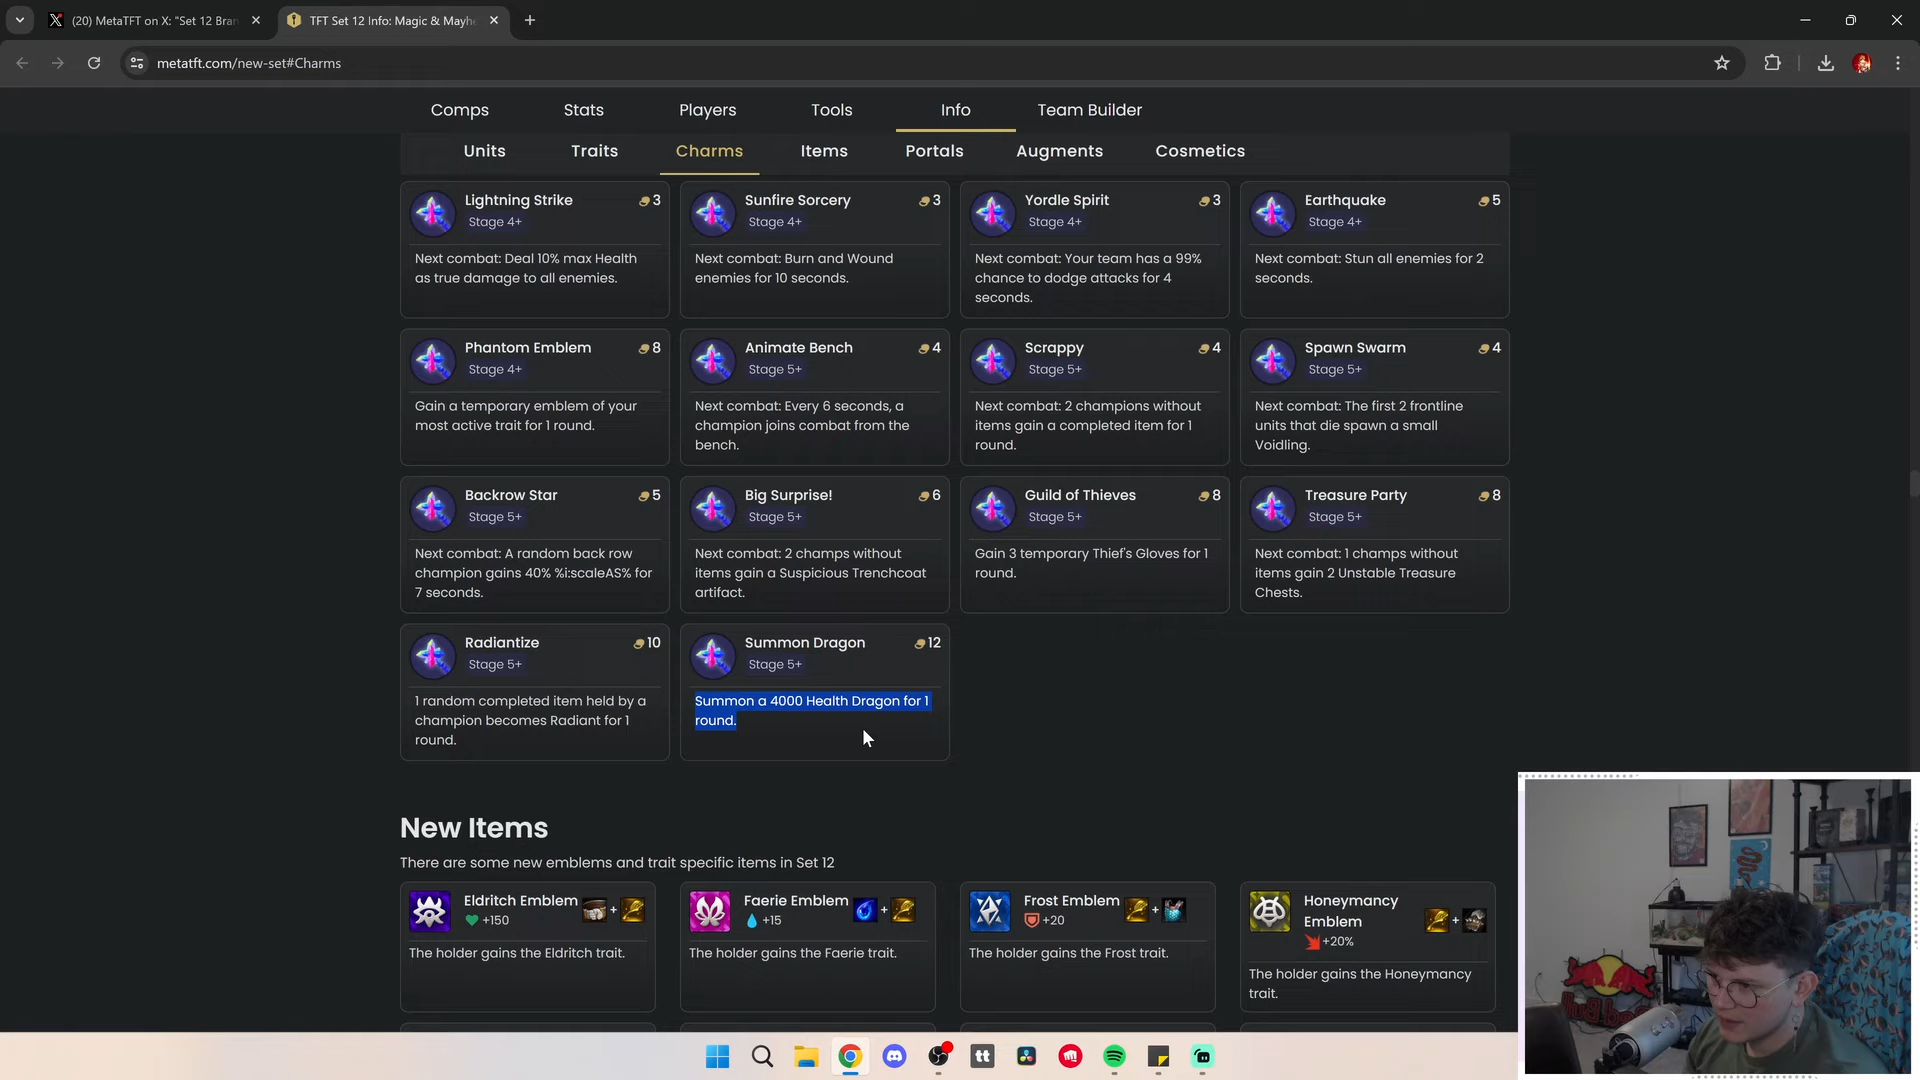 (20) MetaTFT on X: "Set 12 Bran
TFT Set 12 Info: Magic & Mayhe
metatft.com/new-set#Charms
Comps Stats Players Tools Info Team Builder
Units Traits Charms Items Portals Augments Cosmetics
Lightning Strike 3
Stage 4+
Next combat: Deal 10% max Health
as true damage to all enemies.
Sunfire Sorcery 3
Stage 4+
Next combat: Burn and Wound
enemies for 10 seconds.
Yordle Spirit 3
Stage 4+
Next combat: Your team has a 99%
chance to dodge attacks for 4
seconds.
Earthquake 5
Stage 4+
Next combat: Stun all enemies for 2
seconds.
Phantom Emblem 8
Stage 4+
Gain a temporary emblem of your
most active trait for 1 round.
Animate Bench 4
Stage 5+
Next combat: Every 6 seconds, a
champion joins combat from the
bench.
Scrappy 4
Stage 5+
Next combat: 2 champions without
items gain a completed item for 1
round.
Spawn Swarm 4
Stage 5+
Next combat: The first 2 frontline
units that die spawn a small
Voidling.
Backrow Star 5
Stage 5+
Next combat: A random back row
champion gains 40% %i:scaleAS% for
7 seconds.
Big Surprise! 6
Stage 5+
Next combat: 2 champs without
items gain a Suspicious Trenchcoat
artifact.
Guild of Thieves 8
Stage 5+
Gain 3 temporary Thief's Gloves for 1
round.
Treasure Party 8
Stage 5+
Next combat: 1 champs without
items gain 2 Unstable Treasure
Chests.
Radiantize 10
Stage 5+
1 random completed item held by a
champion becomes Radiant for 1
round.
Summon Dragon 12
Stage 5+
Summon a 4000 Health Dragon for 1
round.
New Items
There are some new emblems and trait specific items in Set 12
Eldritch Emblem +
+150
The holder gains the Eldritch trait.
Faerie Emblem +
+15
The holder gains the Faerie trait.
Frost Emblem +
+20
The holder gains the Frost trait.
Honeymancy
Emblem +
+20%
The holder gains the Honeymancy
trait.
tt
Red Bull